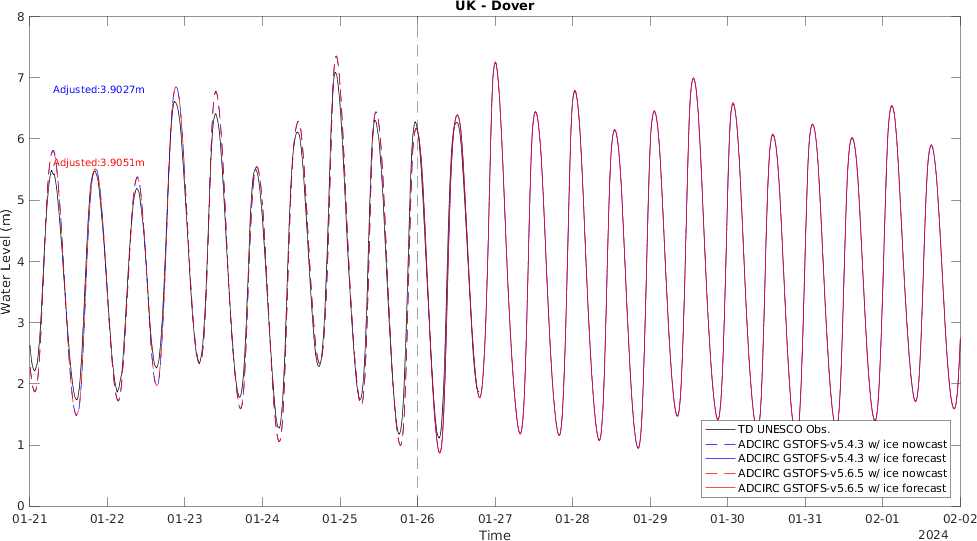 UK - Dover
8
7
6
5
4
3
2
1
0
Water Level (m)
Adjusted:3.9027m
Adjusted:3.9051m
TD UNESCO Obs.
ADCIRC GSTOFS-v5.4.3 w/ ice nowcast
ADCIRC GSTOFS-v5.4.3 w/ ice forecast
ADCIRC GSTOFS-v5.6.5 w/ ice nowcast
ADCIRC GSTOFS-v5.6.5 w/ ice forecast
01-21 01-22 01-23 01-24 01-25 01-26 01-27 01-28 01-29 01-30 01-31 02-01 02-02
Time
2024